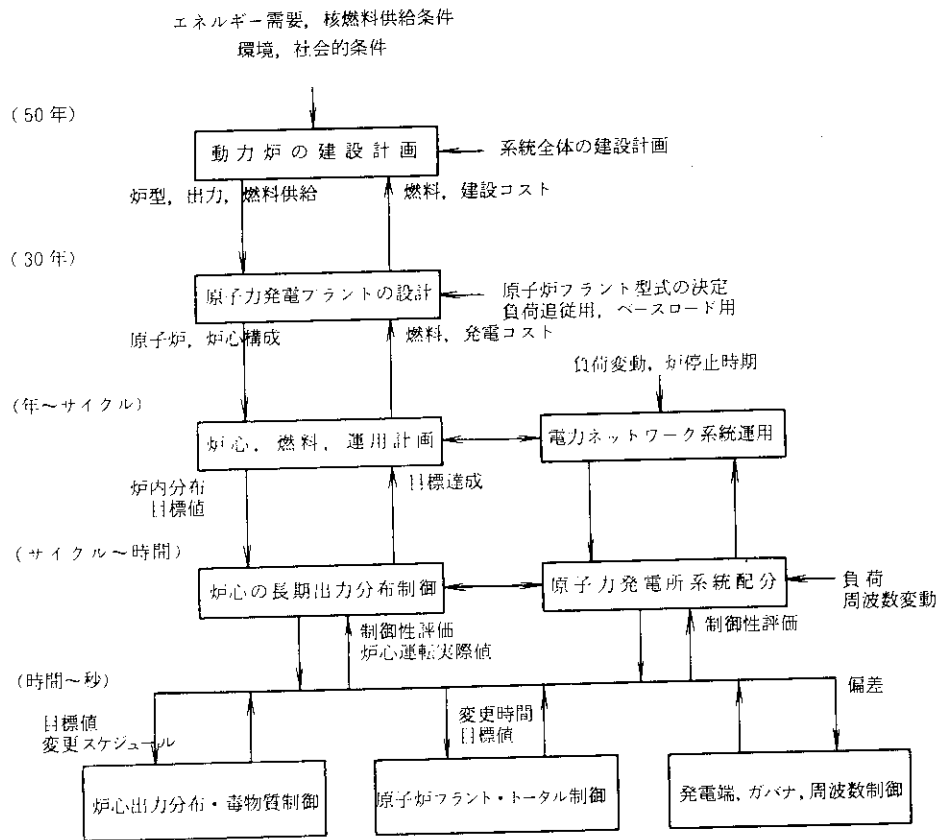 エネルギー需要, 核燃料供給条件
環境, 社会的条件
(50年)
動力炉の建設計画
系統全体の建設計画
炉型, 出力, 燃料供給
燃料, 建設コスト
(30年)
原子力発電プラントの設計
原子炉プラント型式の決定
負荷追従用, ベースロード用
原子炉, 炉心構成
燃料, 発電コスト
負荷変動, 炉停止時期
(年〜サイクル)
炉心, 燃料, 運用計画
電力ネットワーク系統運用
炉内分布
目標値
目標達成
(サイクル〜時間)
炉心の長期出力分布制御
原子力発電所系統配分
負荷
周波数変動
制御性評価
炉心運転実際値
制御性評価
(時間〜秒)
偏差
目標値
変更スケジュール
変更時間
目標値
炉心出力分布・毒物質制御
原子炉プラント・トータル制御
発電端、ガバナ, 周波数制御